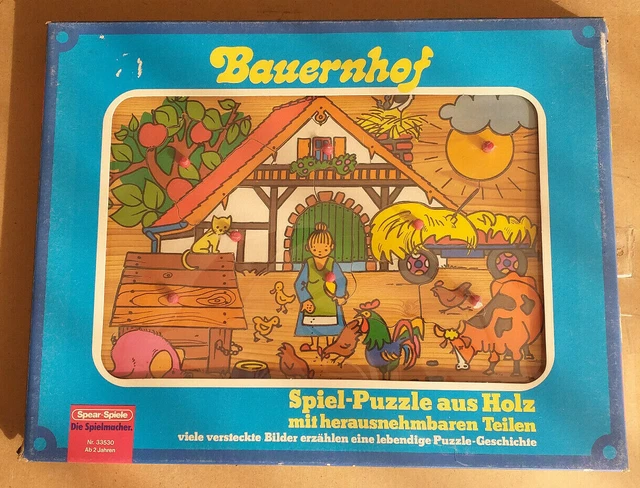 Bauernhof
Spiel-Puzzle aus Holz
mit herausnehmbaren Teilen
viele versteckte Bilder erzählen eine lebendige Puzzle-Geschichte
Spear-Spiele
Die Spielmacher.
Nr. 33530
Ab 2 Jahren